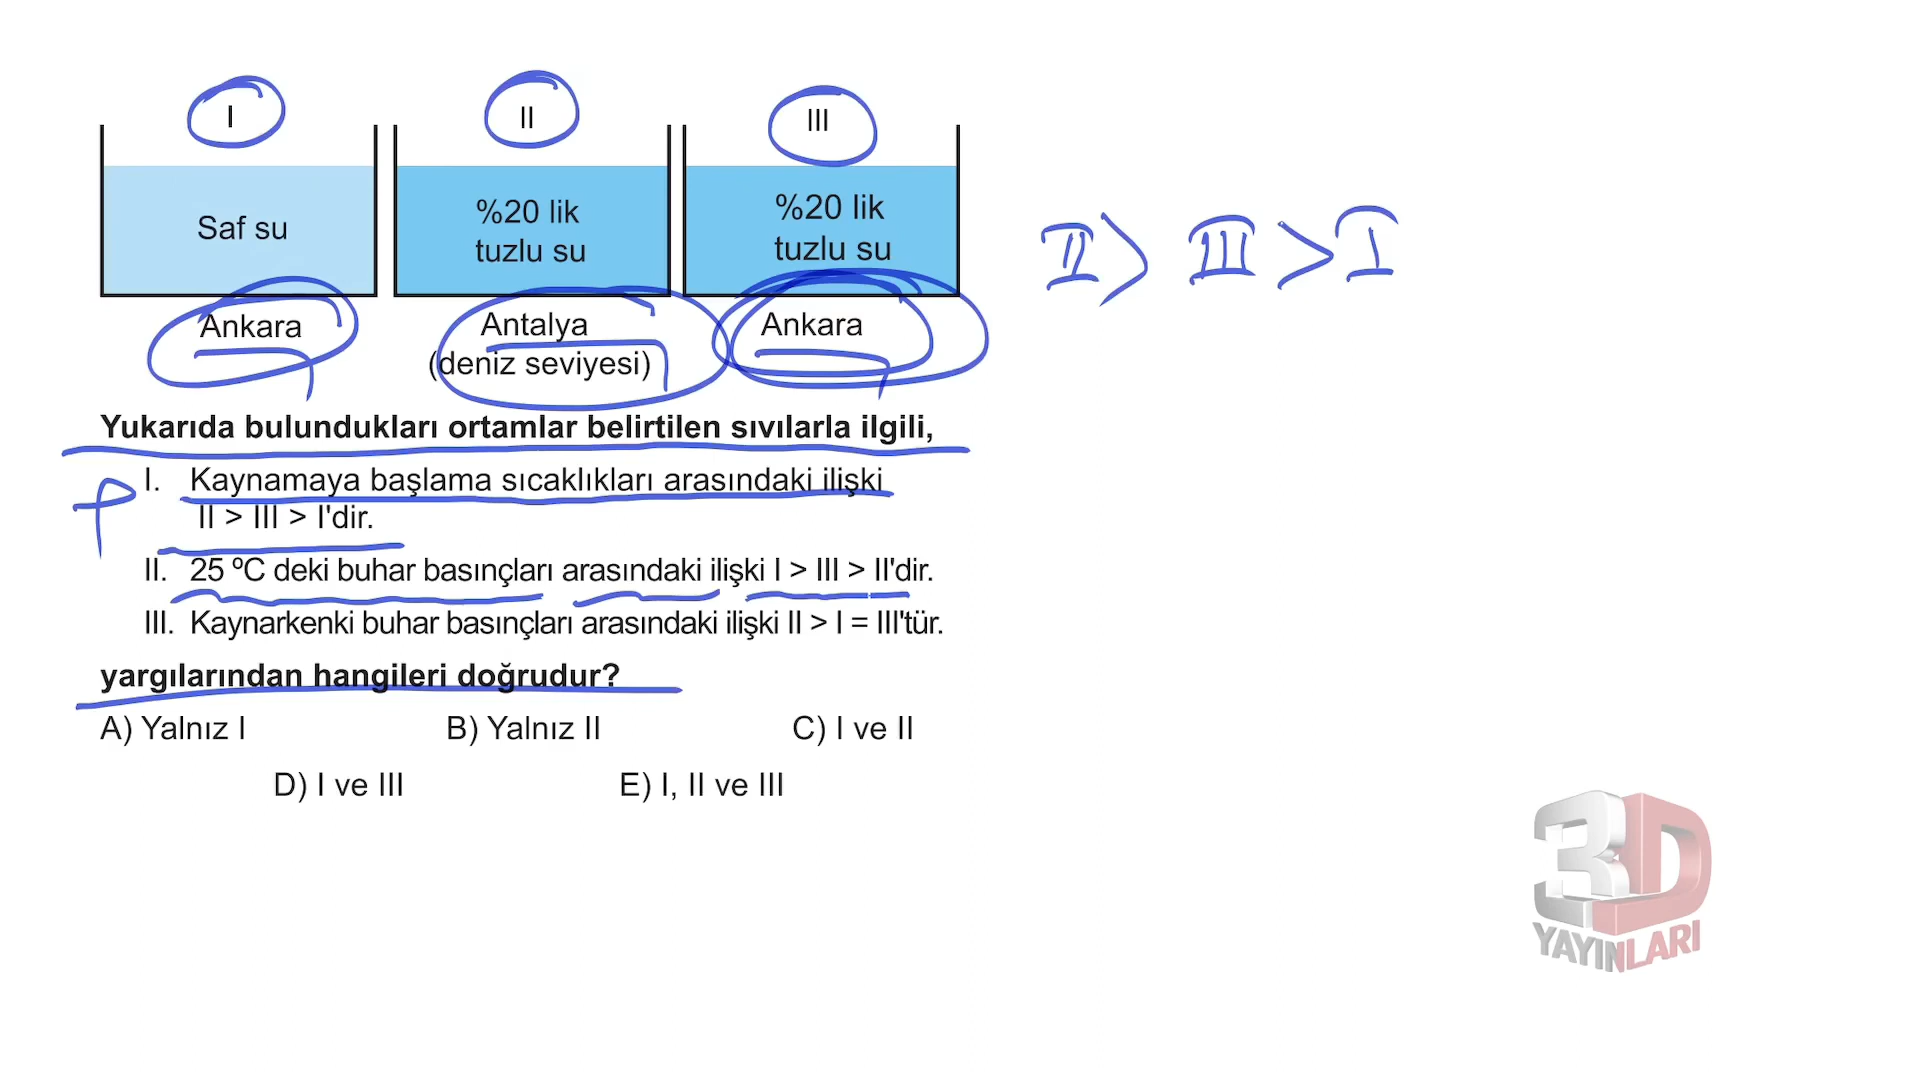 I
II
III
Saf su
%20 lik
tuzlu su
%20 lik
tuzlu su
II > III > I
Ankara
Antalya
(deniz seviyesi)
Ankara
Yukarıda bulundukları ortamlar belirtilen sıvılarla ilgili,
I. Kaynamaya başlama sıcaklıkları arasındaki ilişki
II > III > I'dir.
II. 25 ºC deki buhar basınçları arasındaki ilişki I > III > II'dir.
III. Kaynarkenki buhar basınçları arasındaki ilişki II > I = III'tür.
yargılarından hangileri doğrudur?
A) Yalnız I B) Yalnız II C) I ve II
D) I ve III E) I, II ve III
3D
YAYINLARI